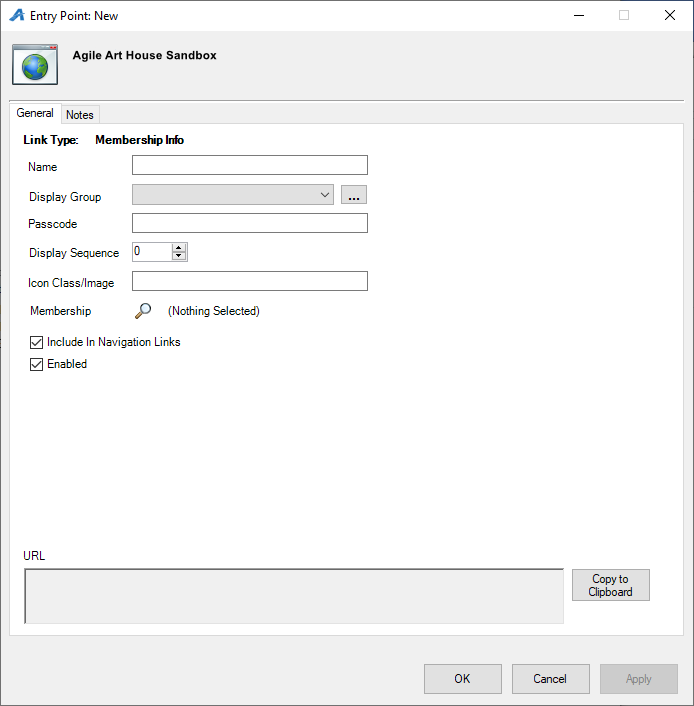 Entry Point: New
Agile Art House Sandbox
General Notes
Link Type: Membership Info
Name
Display Group ...
Passcode
Display Sequence 0
Icon Class/Image
Membership (Nothing Selected)
Include In Navigation Links
Enabled
URL
Copy to
Clipboard
OK Cancel Apply